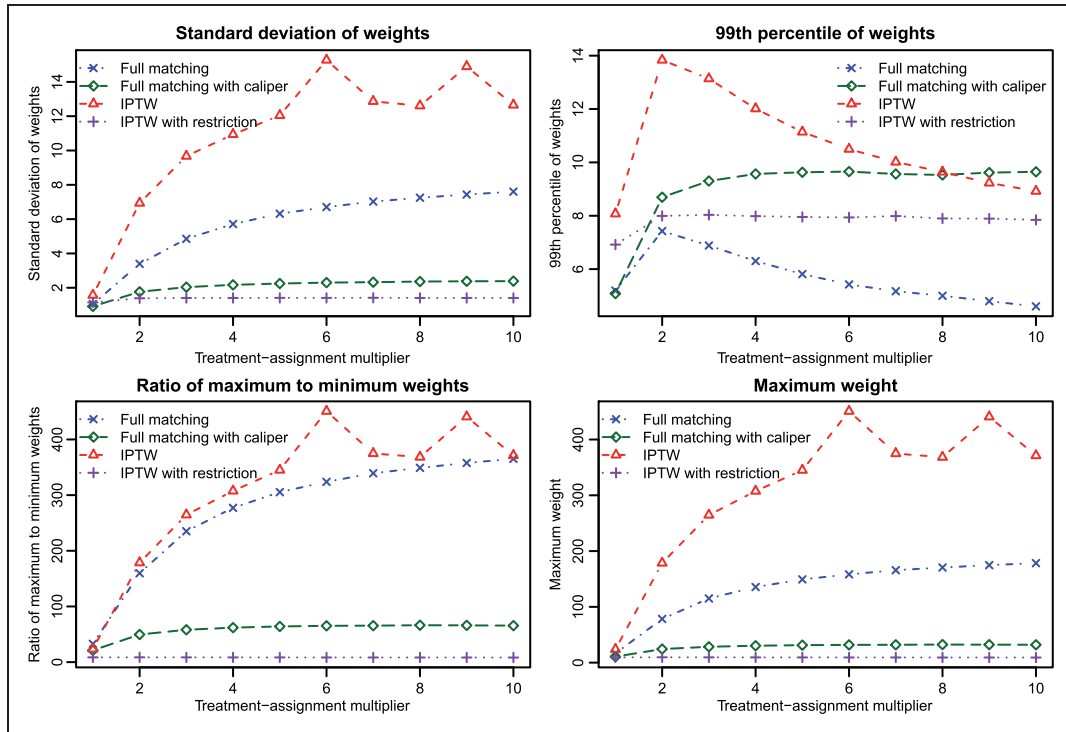 Standard deviation of weights
Standard deviation of weights
2 4 6 8 10 12 14
Full matching
Full matching with caliper
IPTW
IPTW with restriction
2 4 6 8 10
Treatment−assignment multiplier
99th percentile of weights
99th percentile of weights
6 8 10 12 14
Full matching
Full matching with caliper
IPTW
IPTW with restriction
2 4 6 8 10
Treatment−assignment multiplier
Ratio of maximum to minimum weights
Ratio of maximum to minimum weights
0 100 200 300 400
Full matching
Full matching with caliper
IPTW
IPTW with restriction
2 4 6 8 10
Treatment−assignment multiplier
Maximum weight
Maximum weight
0 100 200 300 400
Full matching
Full matching with caliper
IPTW
IPTW with restriction
2 4 6 8 10
Treatment−assignment multiplier